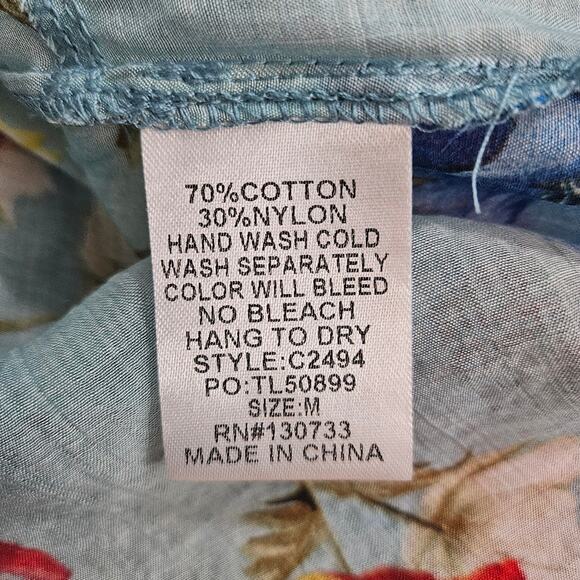 70%COTTON
30%NYLON
HAND WASH COLD
WASH SEPARATELY
COLOR WILL BLEED
NO BLEACH
HANG TO DRY
STYLE:C2494
PO:TL50899
SIZE:M
RN#130733
MADE IN CHINA